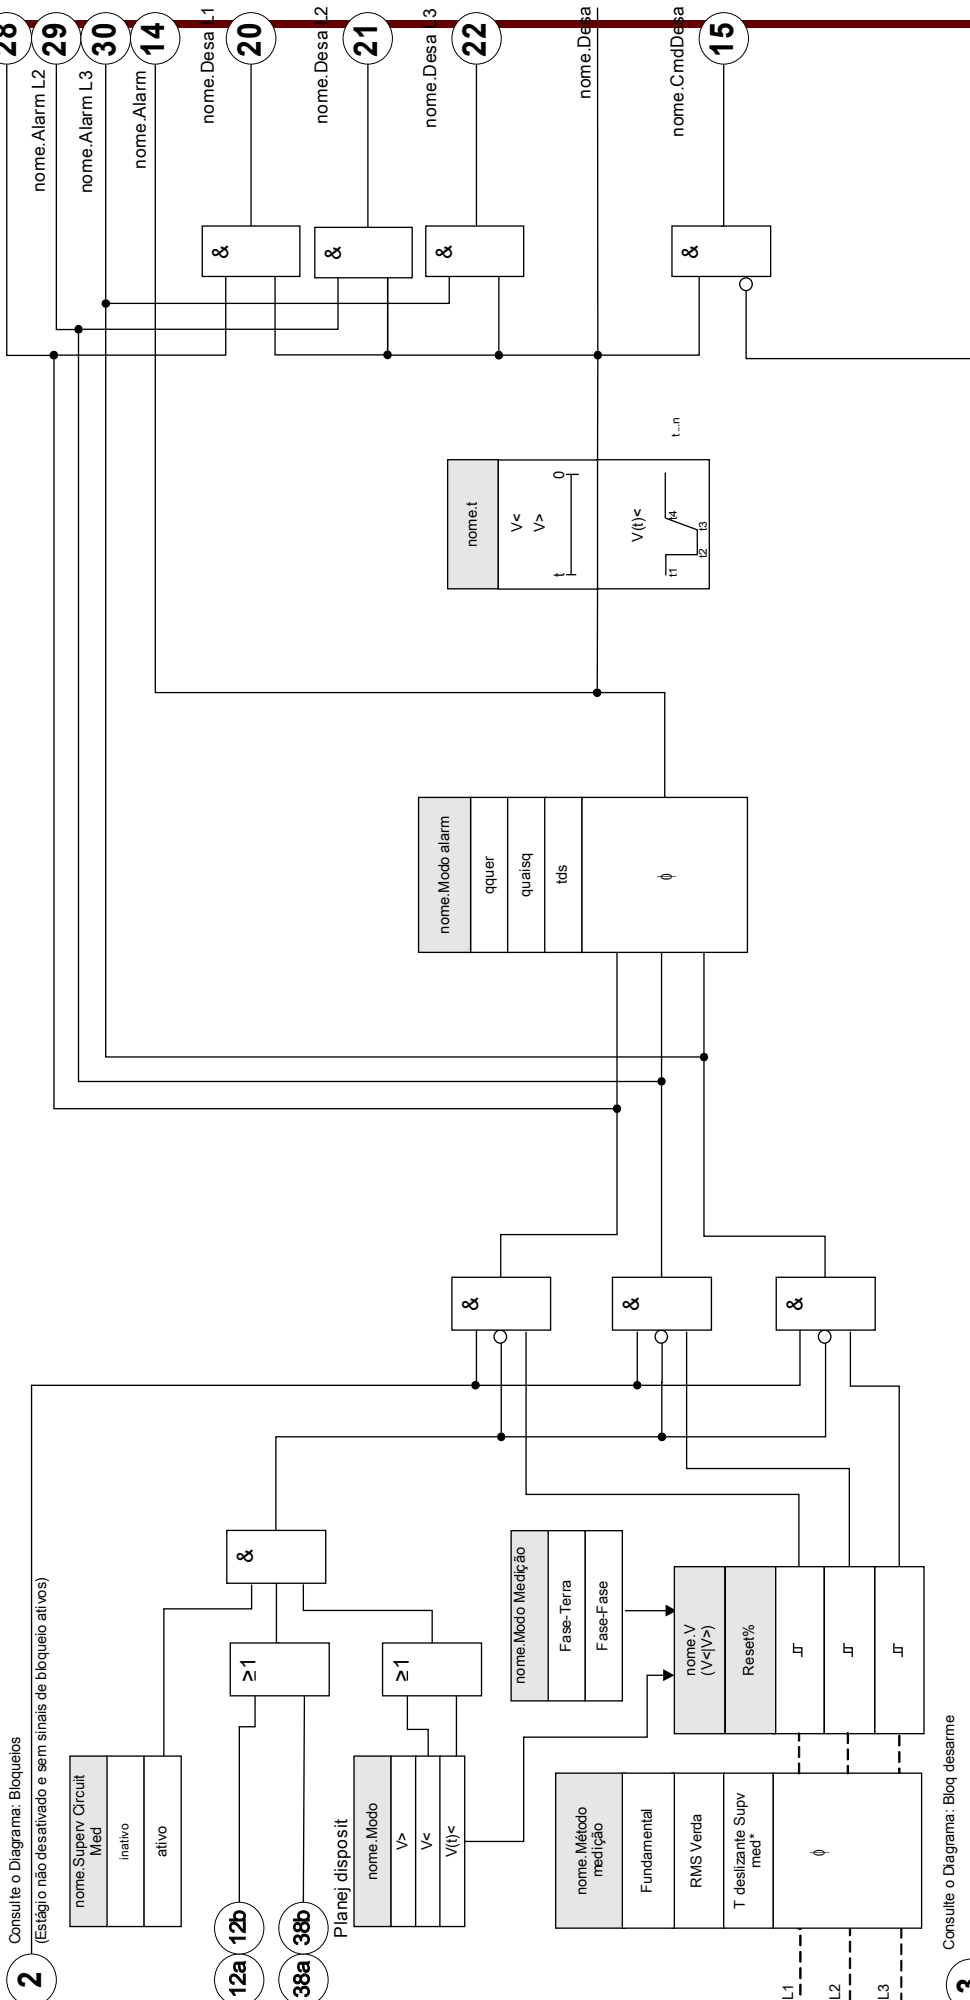 28
29
30
14
20
21
22
15
nome.Alarm L2
nome.Alarm L3
nome.Alarm
nome.Desa L1
nome.Desa L2
nome.Desa L3
nome.Desa
nome.CmdDesa
&
&
&
&
nome.t
V<
V>
t
0
V(t)<
t1
t2
t3
t4
t...n
nome.Modo alarm
qquer
quaisq
tds
ϕ
&
&
&
2
Consulte o Diagrama: Bloqueios
(Estágio não desativado e sem sinais de bloqueio ativos)
&
nome.Superv Circuit
Med
inativo
ativo
≥1
≥1
12a
12b
38a
38b
Planej disposit
nome.Modo
V>
V<
V(t)<
nome.Modo Medição
Fase-Terra
Fase-Fase
nome.V
(V<|V>)
Reset%
nome.Método
medição
Fundamental
RMS Verda
T deslizante Supv
med*
ϕ
L1
L2
L3
3
Consulte o Diagrama: Bloq desarme